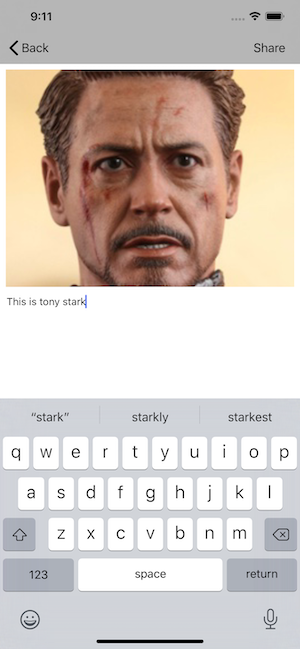 9:11
Back
Share
This is tony stark
“stark”
starkly
starkest
q w e r t y u i o p
a s d f g h j k l
z x c v b n m
123
space
return